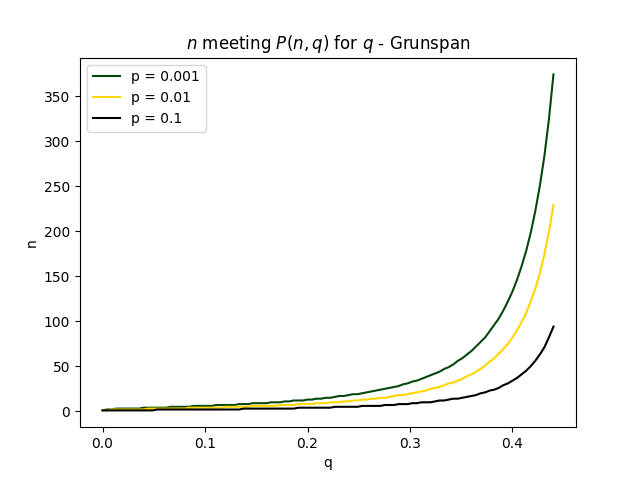 n meeting P(n, q) for q - Grunspan
p = 0.001
p = 0.01
p = 0.1
n
350
300
250
200
150
100
50
0
0.0 0.1 0.2 0.3 0.4
q